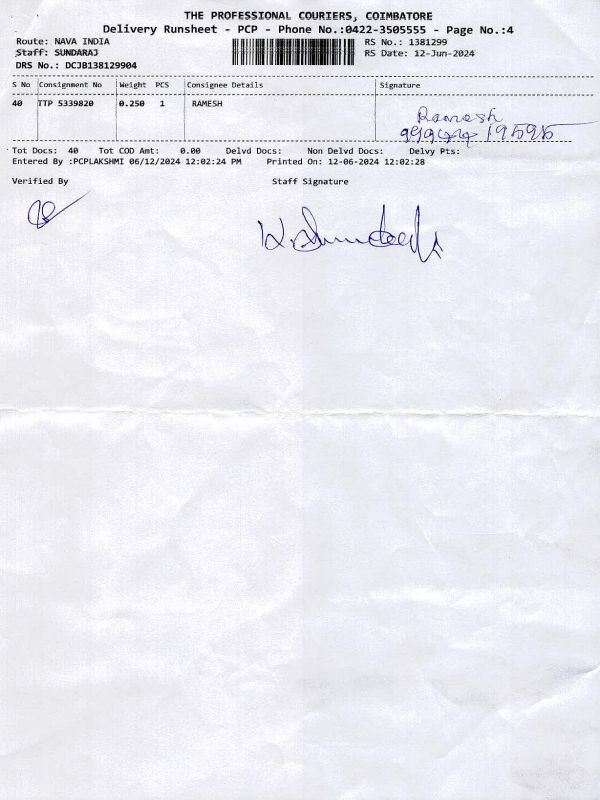 THE PROFESSIONAL COURIERS, COIMBATORE
Delivery Runsheet - PCP - Phone No.:0422-3505555 - Page No.:4
Route: NAVA INDIA RS No.: 1381299
Staff: SUNDARAJ RS Date: 12-Jun-2024
DRS No.: DCJB138129904
S No Consignment No Weight PCS Consignee Details Signature
40 TTP 5339820 0.250 1 RAMESH
Ramesh
Tot Docs: 40 Tot COD Amt: 0.00 Delvd Docs: Non Delvd Docs: Delvy Pts:
Entered By :PCPLAKSHMI 06/12/2024 12:02:24 PM Printed On: 12-06-2024 12:02:28
Verified By Staff Signature